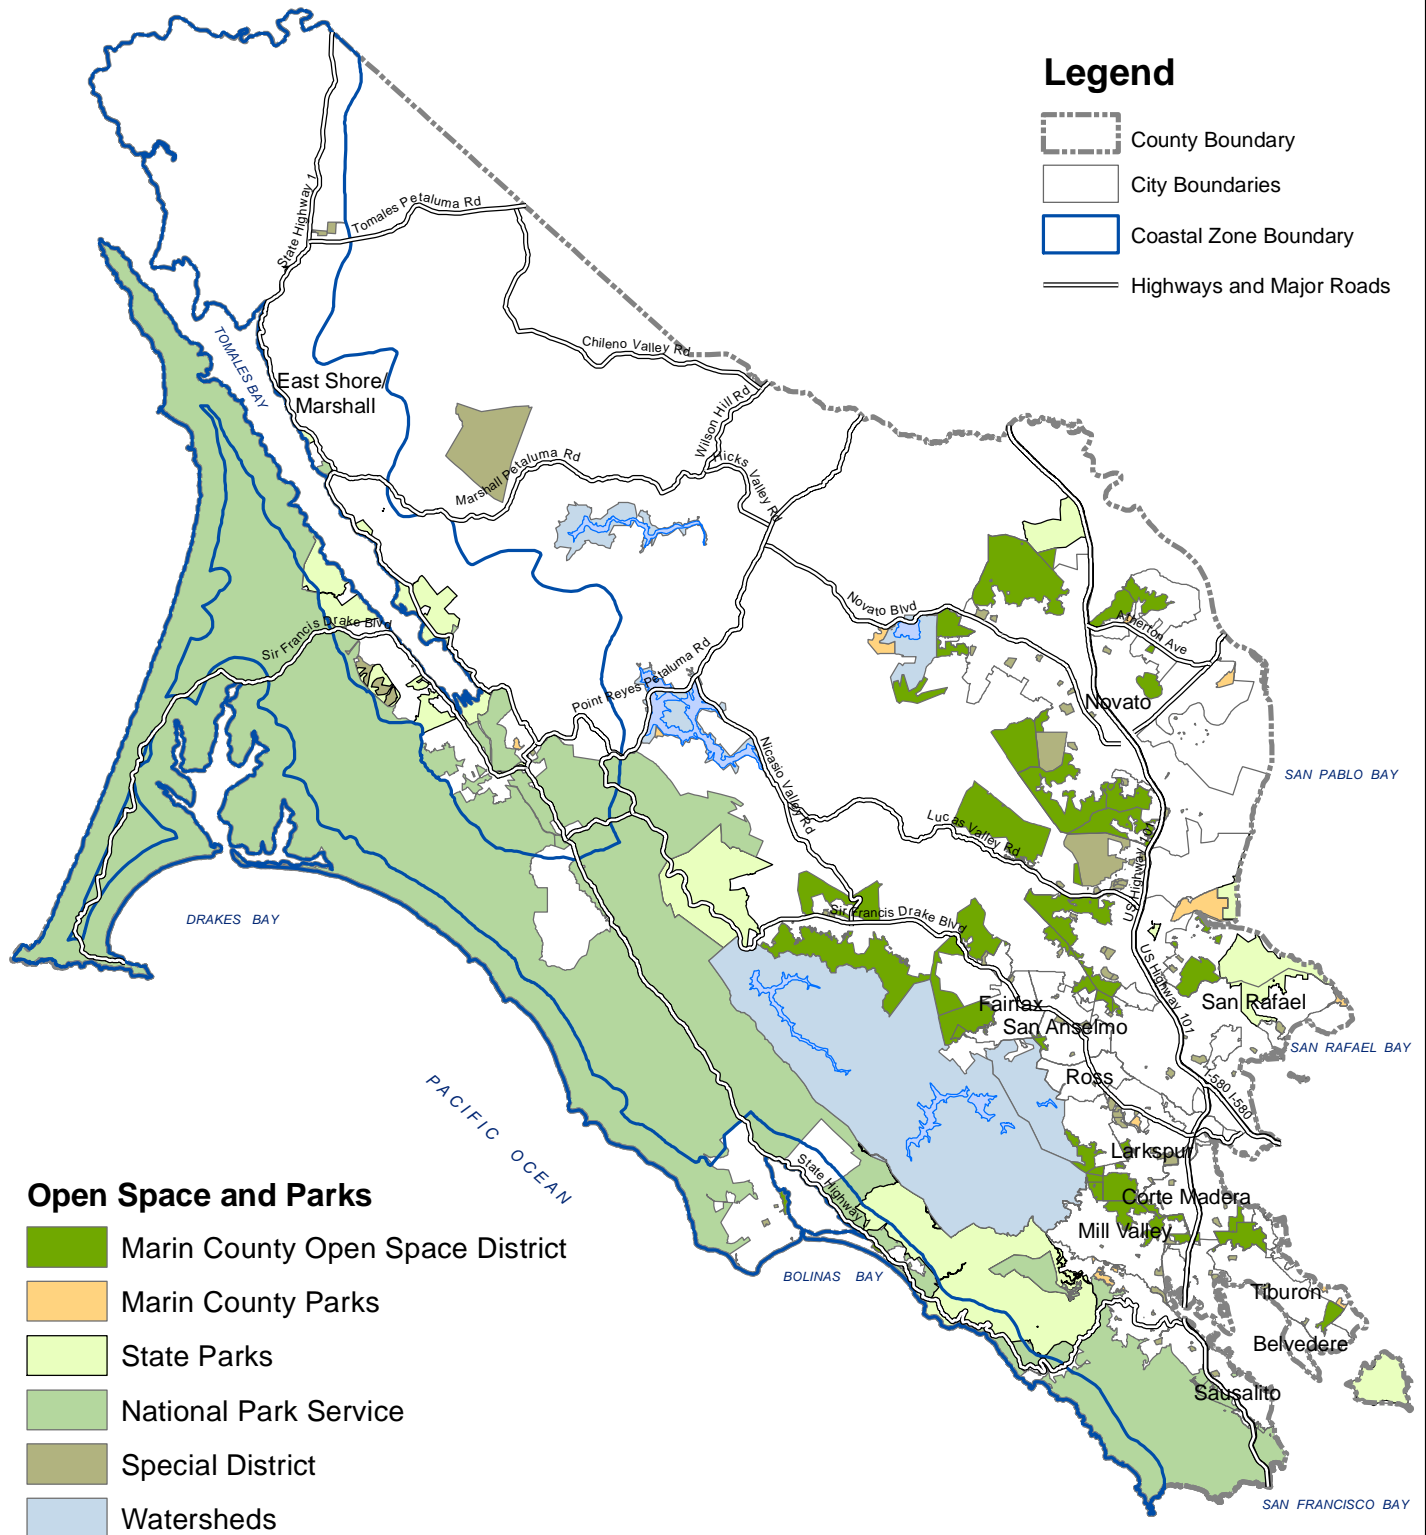 Legend
County Boundary
City Boundaries
Coastal Zone Boundary
Highways and Major Roads
State Highway 1
Tomales Petaluma Rd
TOMALES BAY
Chileno Valley Rd
East Shore/
Marshall
Wilson Hill Rd
Marshall Petaluma Rd
Hicks Valley Rd
Novato Blvd
Atherton Ave
Sir Francis Drake Blvd
Point Reyes Petaluma Rd
Novato
Nicasio Valley Rd
SAN PABLO BAY
Lucas Valley Rd
US Highway 101
DRAKES BAY
Sir Francis Drake Blvd
US Highway 101
Fairfax
San Rafael
San Anselmo
SAN RAFAEL BAY
Ross
I-580 I-580
PACIFIC OCEAN
Larkspur
State Highway 1
Corte Madera
Mill Valley
BOLINAS BAY
Tiburon
Belvedere
Sausalito
SAN FRANCISCO BAY
Open Space and Parks
Marin County Open Space District
Marin County Parks
State Parks
National Park Service
Special District
Watersheds